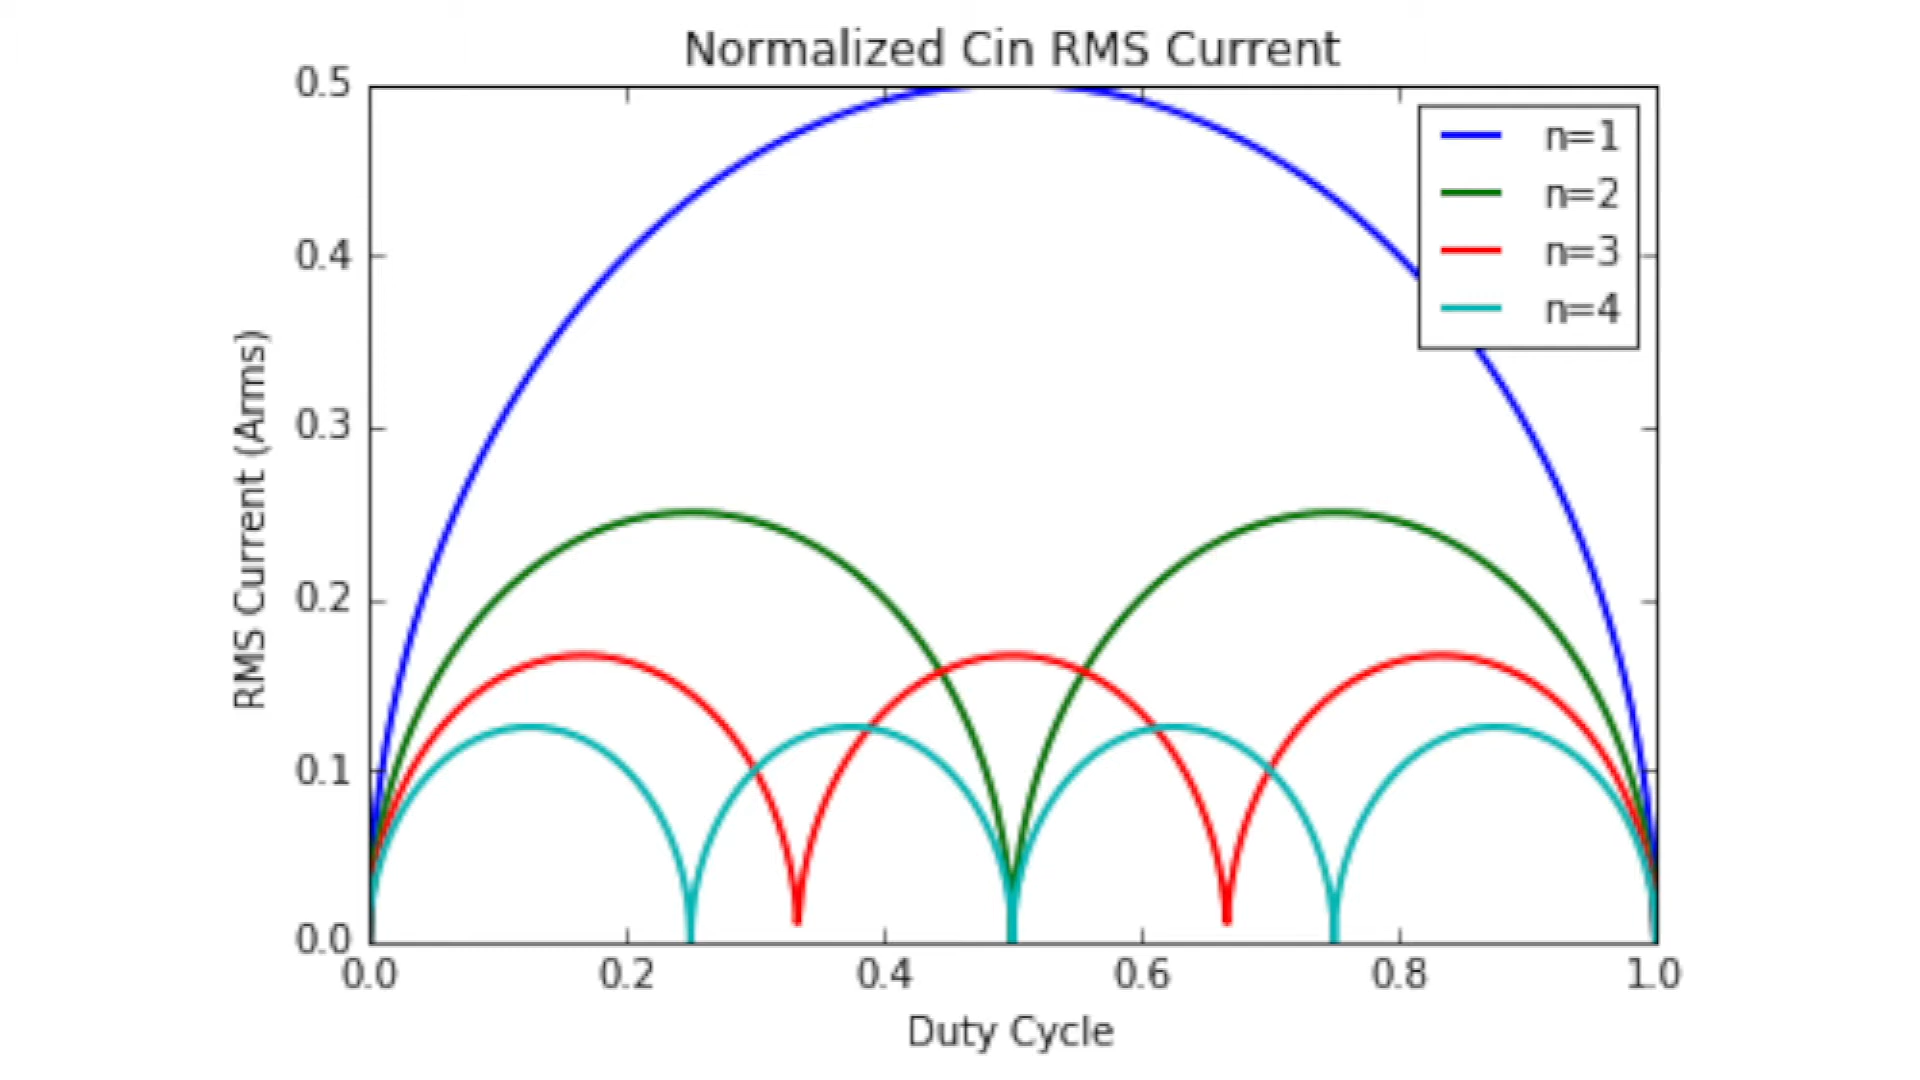 Normalized Cin RMS Current
0.5
0.4
0.3
0.2
0.1
0.0
RMS Current (Arms)
n=1
n=2
n=3
n=4
0.0 0.2 0.4 0.6 0.8 1.0
Duty Cycle